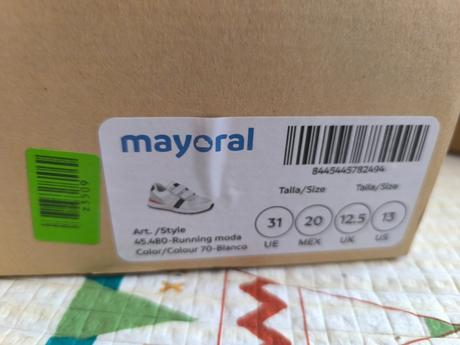 mayoral
8445445782494
Talla/Size Talla/Size
31 20 12.5 13
UE MEX UK US
Art. /Style
45.480-Running moda
Color/Colour 70-Blanco
z3509